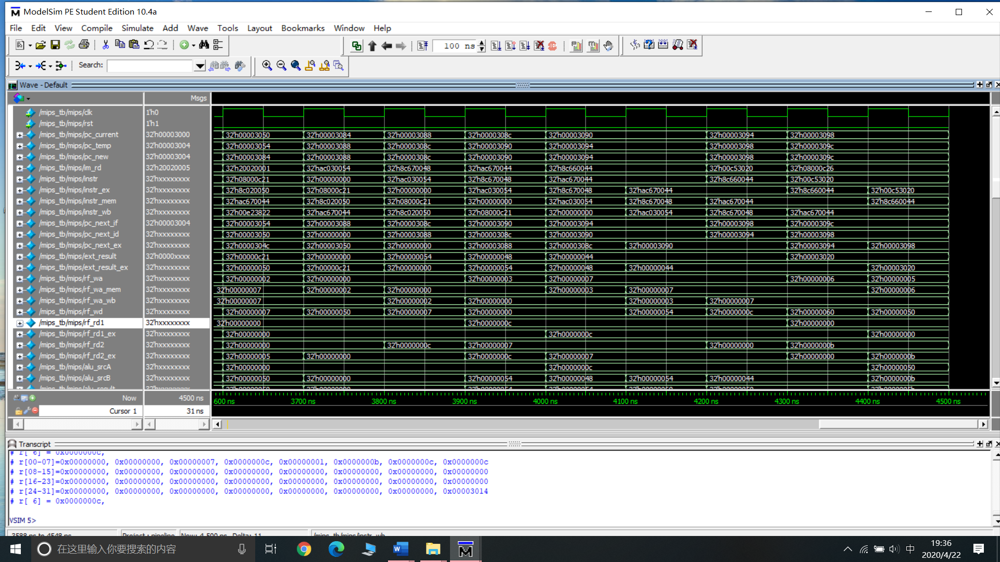 ModelSim PE Student Edition 10.4a
File Edit View Compile Simulate Add Wave Tools Layout Bookmarks Window Help
100 ns
Search:
Wave - Default
Msgs
/mips_tb/mips/clk 1'h0
/mips_tb/mips/rst 1'h1
/mips_tb/mips/pc_current 32'h00003000 32'h00003050 32'h00003084 32'h00003088 32'h0000308c 32'h00003090 32'h00003094 32'h00003098
/mips_tb/mips/pc_temp 32'h00003004 32'h00003054 32'h00003088 32'h0000308c 32'h00003090 32'h00003094 32'h00003098 32'h0000309c
/mips_tb/mips/pc_new 32'h00003004 32'h00003084 32'h00003088 32'h0000308c 32'h00003090 32'h00003094 32'h00003098 32'h0000309c
/mips_tb/mips/im_rd 32'h20020005 32'h20020001 32'hac030054 32'h8c670048 32'hac670044 32'h8c660044 32'h00c53020 32'h08000c26
/mips_tb/mips/instr 32'hxxxxxxxx 32'h08000c21 32'h00000000 32'hac030054 32'h8c670048 32'hac670044 32'h8c660044 32'h00c53020
/mips_tb/mips/instr_ex 32'hxxxxxxxx 32'h8c020050 32'h08000c21 32'h00000000 32'hac030054 32'h8c670048 32'hac670044 32'h8c660044 32'h00c53020
/mips_tb/mips/instr_mem 32'hxxxxxxxx 32'hac670044 32'h8c020050 32'h08000c21 32'h00000000 32'hac030054 32'h8c670048 32'hac670044 32'h8c660044
/mips_tb/mips/instr_wb 32'hxxxxxxxx 32'h00e23822 32'hac670044 32'h8c020050 32'h08000c21 32'h00000000 32'hac030054 32'h8c670048 32'hac670044
/mips_tb/mips/pc_next_if 32'h00003004 32'h00003054 32'h00003088 32'h0000308c 32'h00003090 32'h00003094 32'h00003098 32'h0000309c
/mips_tb/mips/pc_next_id 32'hxxxxxxxx 32'h00003050 32'h00000000 32'h00003088 32'h0000308c 32'h00003090 32'h00003094 32'h00003098
/mips_tb/mips/pc_next_ex 32'hxxxxxxxx 32'h0000304c 32'h00003050 32'h00000000 32'h00003088 32'h0000308c 32'h00003090 32'h00003094 32'h00003098
/mips_tb/mips/ext_result 32'h0000xxxx 32'h00000c21 32'h00000000 32'h00000054 32'h00000048 32'h00000044 32'h00003020
/mips_tb/mips/ext_result_ex 32'hxxxxxxxx 32'h00000050 32'h00000c21 32'h00000000 32'h00000054 32'h00000048 32'h00000044 32'h00003020
/mips_tb/mips/rf_wa 32'hxxxxxxxx 32'h00000002 32'h00000000 32'h00000003 32'h00000007 32'h00000006 32'h00000005
/mips_tb/mips/rf_wa_mem 32'hxxxxxxxx 32'h00000007 32'h00000002 32'h00000000 32'h00000003 32'h00000007 32'h00000006
/mips_tb/mips/rf_wa_wb 32'hxxxxxxxx 32'h00000007 32'h00000002 32'h00000000 32'h00000003 32'h00000007
/mips_tb/mips/rf_wd 32'hxxxxxxxx 32'h00000007 32'h00000050 32'h00000007 32'h00000000 32'h00000054 32'h0000000c 32'h00000060 32'h00000050
/mips_tb/mips/rf_rd1 32'hxxxxxxxx 32'h00000000 32'h0000000c 32'h00000000
/mips_tb/mips/rf_rd1_ex 32'hxxxxxxxx 32'h00000000 32'h0000000c 32'h00000000
/mips_tb/mips/rf_rd2 32'hxxxxxxxx 32'h00000000 32'h0000000c 32'h00000007 32'h00000000 32'h0000000b
/mips_tb/mips/rf_rd2_ex 32'hxxxxxxxx 32'h00000005 32'h00000000 32'h0000000c 32'h00000007 32'h00000000 32'h0000000b
/mips_tb/mips/alu_srcA 32'hxxxxxxxx 32'h00000000 32'h0000000c 32'h00000050
/mips_tb/mips/alu_srcB 32'hxxxxxxxx 32'h00000050 32'h00000000 32'h00000054 32'h00000048 32'h00000054 32'h00000044 32'h0000000b
Now 4500 ns 600 ns 3700 ns 3800 ns 3900 ns 4000 ns 4100 ns 4200 ns 4300 ns 4400 ns 4500 ns
Cursor 1 31 ns
Transcript
# r[ 6] = 0x0000000c,
# r[00-07]=0x00000000, 0x00000000, 0x00000007, 0x0000000c, 0x00000001, 0x0000000b, 0x0000000c, 0x0000000c
# r[08-15]=0x00000000, 0x00000000, 0x00000000, 0x00000000, 0x00000000, 0x00000000, 0x00000000, 0x00000000
# r[16-23]=0x00000000, 0x00000000, 0x00000000, 0x00000000, 0x00000000, 0x00000000, 0x00000000, 0x00000000
# r[24-31]=0x00000000, 0x00000000, 0x00000000, 0x00000000, 0x00000000, 0x00000000, 0x00000000, 0x00003014
# r[ 6] = 0x0000000c,
VSIM 5>
3588 ns to 4548 ns Project : pipeline Now: 4,500 ns Delta: 11 /mips_tb/mips/instr_wb
在这里输入你要搜索的内容
中
19:36
2020/4/22